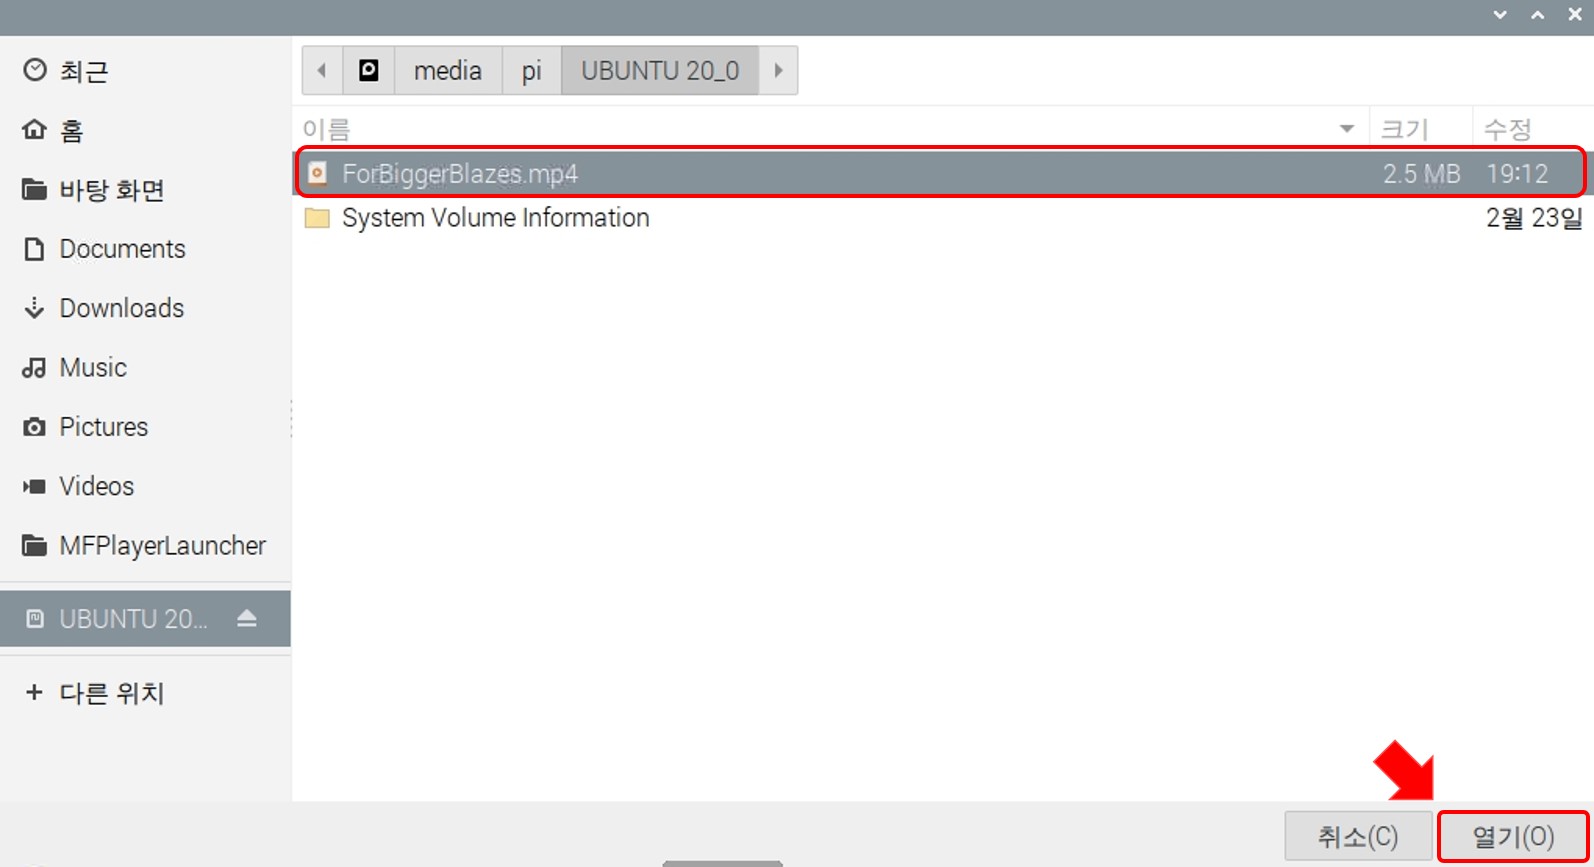 최근
홈
바탕 화면
Documents
Downloads
Music
Pictures
Videos
MFPlayerLauncher
UBUNTU 20...
다른 위치
media pi UBUNTU 20_0
이름 크기 수정
ForBiggerBlazes.mp4 2.5 MB 19:12
System Volume Information 2월 23일
취소(C) 열기(O)